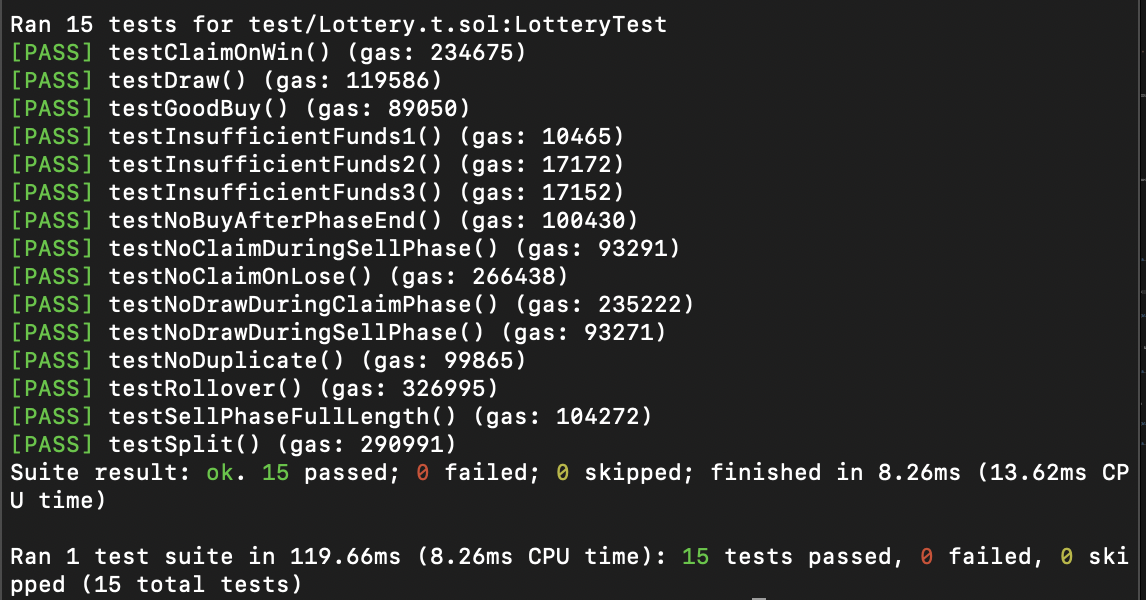 Ran 15 tests for test/Lottery.t.sol:LotteryTest
[PASS] testClaimOnWin() (gas: 234675)
[PASS] testDraw() (gas: 119586)
[PASS] testGoodBuy() (gas: 89050)
[PASS] testInsufficientFunds1() (gas: 10465)
[PASS] testInsufficientFunds2() (gas: 17172)
[PASS] testInsufficientFunds3() (gas: 17152)
[PASS] testNoBuyAfterPhaseEnd() (gas: 100430)
[PASS] testNoClaimDuringSellPhase() (gas: 93291)
[PASS] testNoClaimOnLose() (gas: 266438)
[PASS] testNoDrawDuringClaimPhase() (gas: 235222)
[PASS] testNoDrawDuringSellPhase() (gas: 93271)
[PASS] testNoDuplicate() (gas: 99865)
[PASS] testRollover() (gas: 326995)
[PASS] testSellPhaseFullLength() (gas: 104272)
[PASS] testSplit() (gas: 290991)
Suite result: ok. 15 passed; 0 failed; 0 skipped; finished in 8.26ms (13.62ms CP
U time)

Ran 1 test suite in 119.66ms (8.26ms CPU time): 15 tests passed, 0 failed, 0 ski
pped (15 total tests)